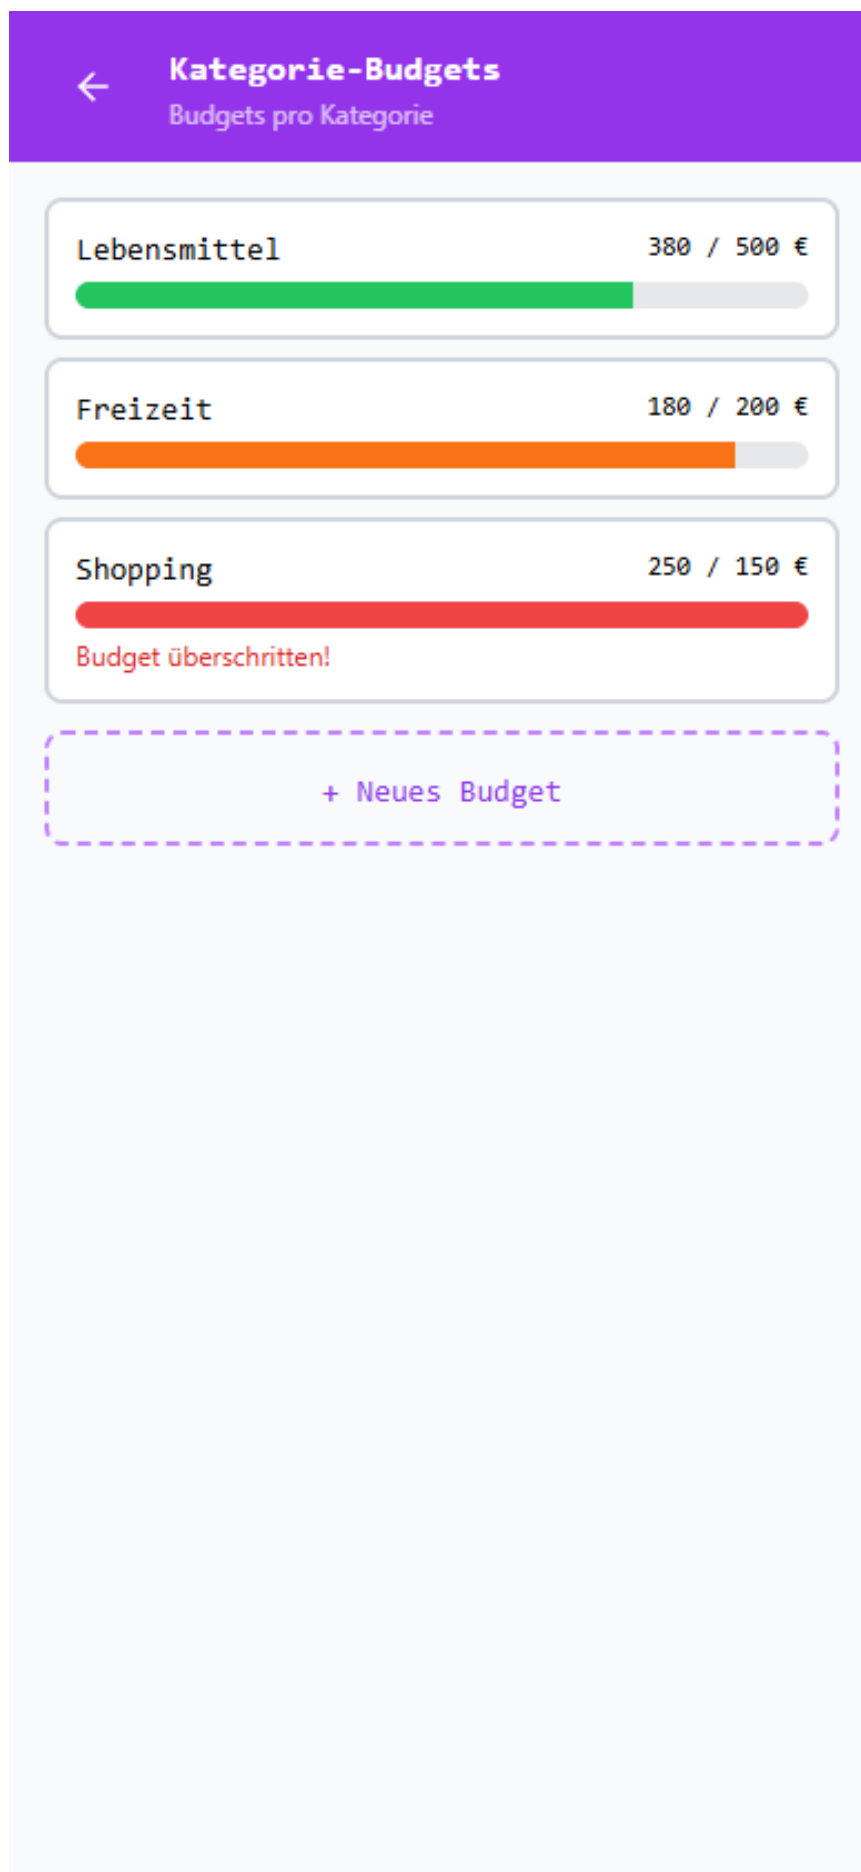 Kategorie-Budgets
Budgets pro Kategorie
Lebensmittel 380 / 500 €
Freizeit 180 / 200 €
Shopping 250 / 150 €
Budget überschritten!
+ Neues Budget